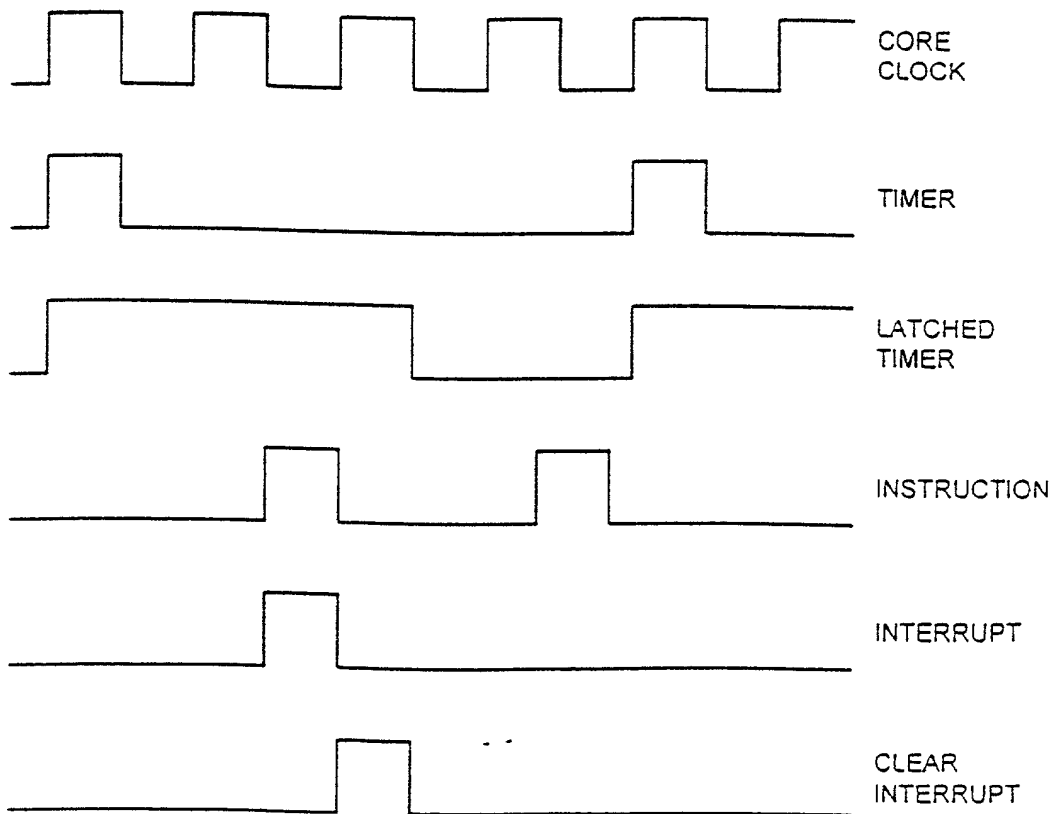 CORE
CLOCK
TIMER
LATCHED
TIMER
INSTRUCTION
INTERRUPT
CLEAR
INTERRUPT